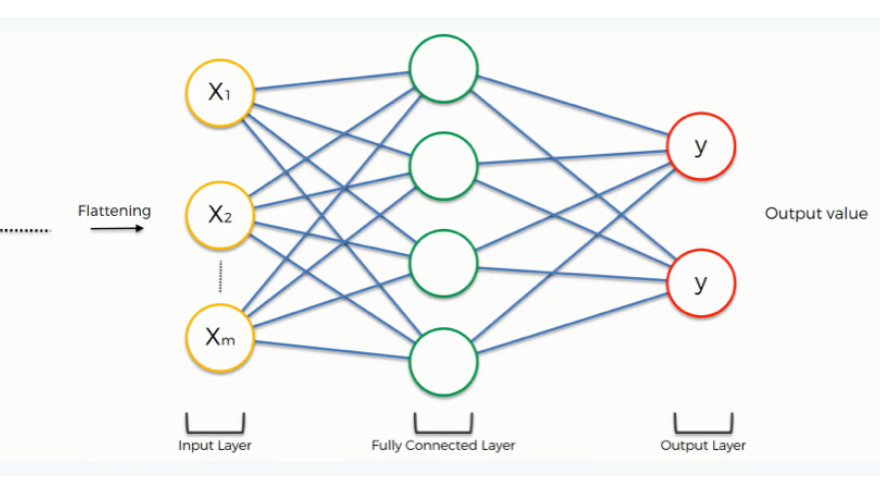 X1
y
Flattening
X2
Output value
y
Xm
Input Layer
Fully Connected Layer
Output Layer